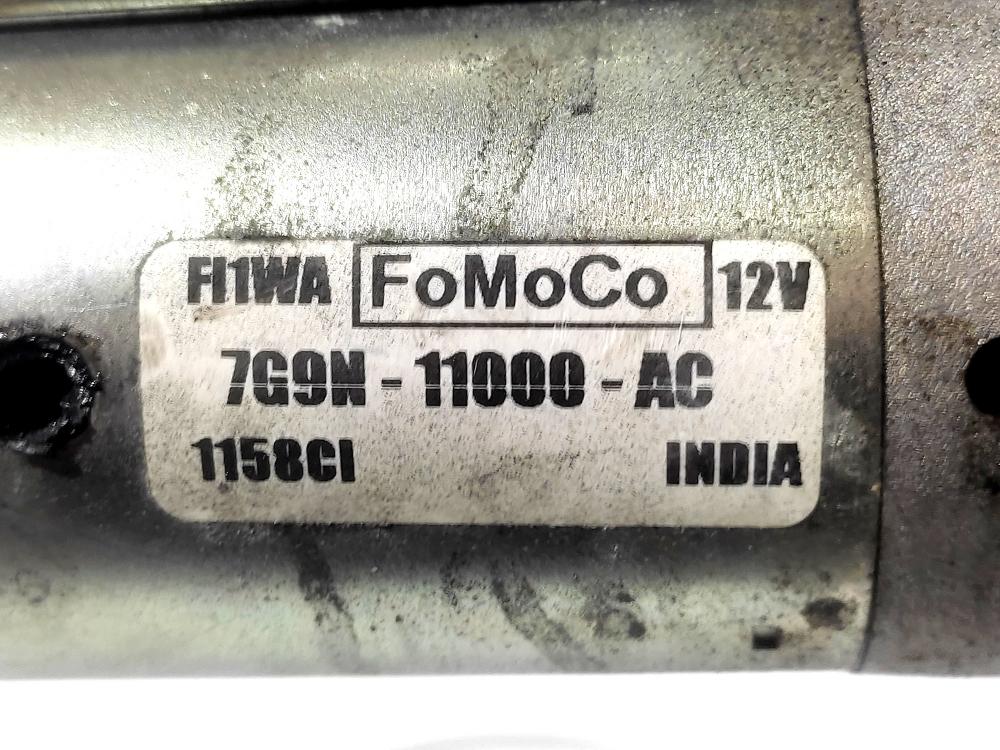 FI1WA FoMoCo 12V
7G9N - 11000 - AC
1158CI INDIA